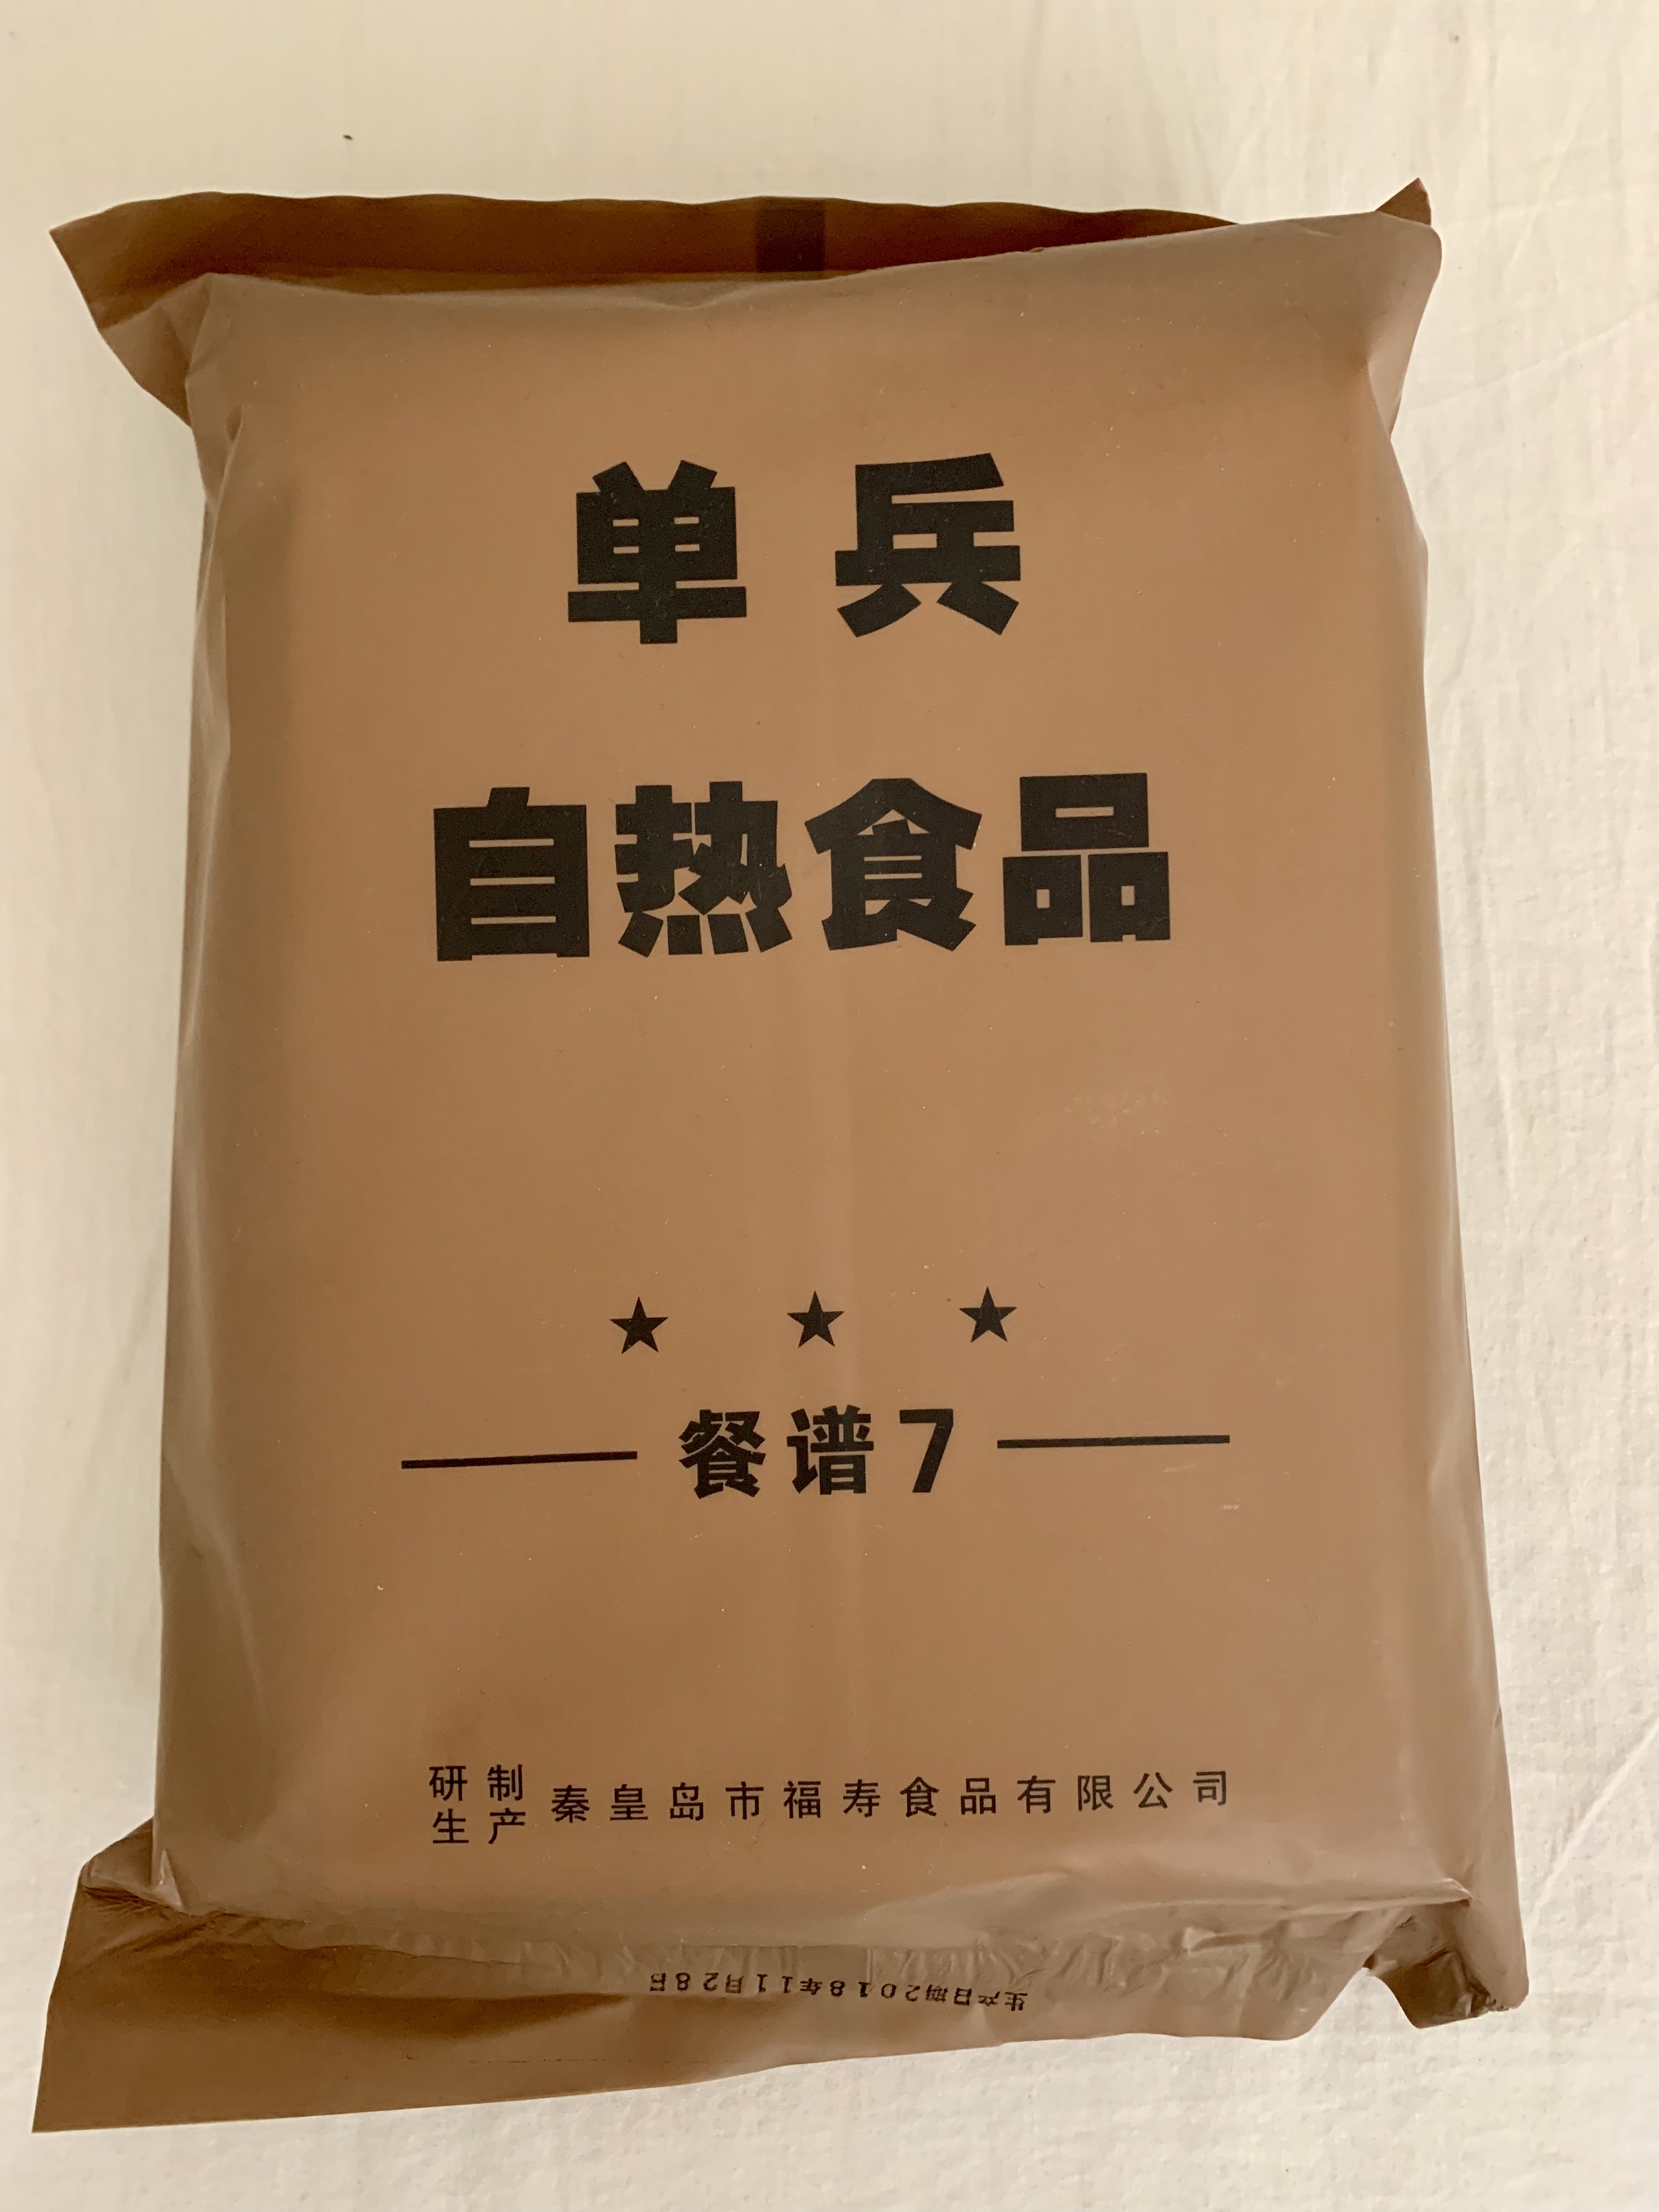 单兵
自热食品
★ ★ ★
餐谱7
研制
生产
秦皇岛市福寿食品有限公司
生产日期2018年11月28日